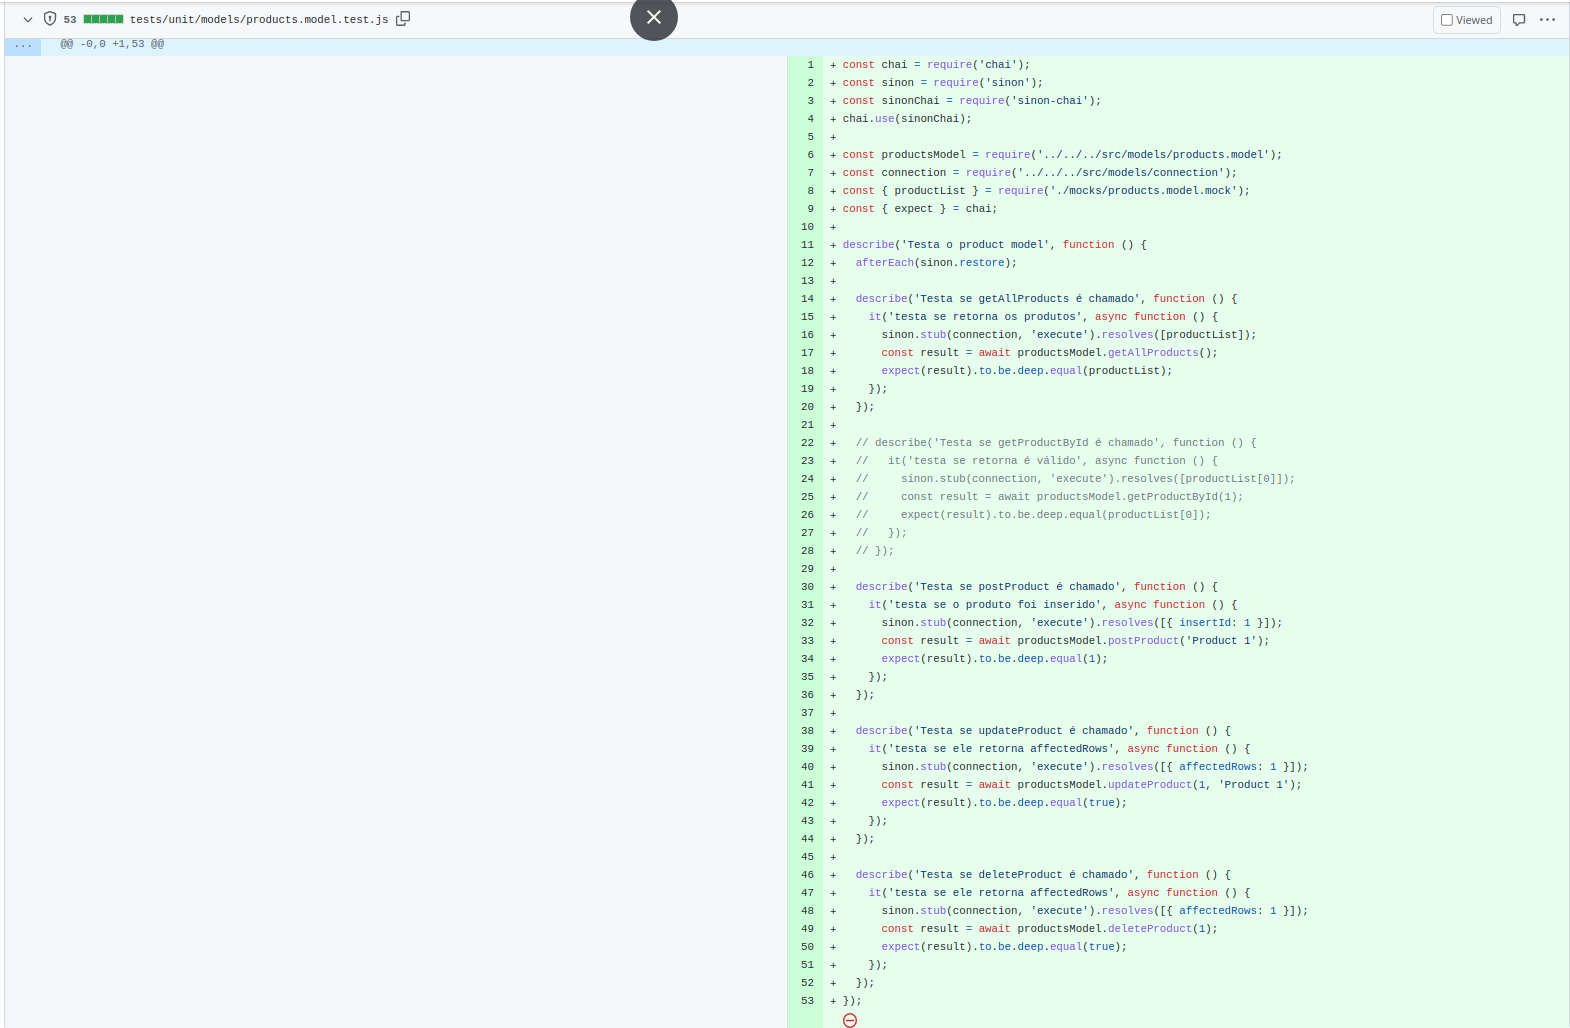 53 tests/unit/models/products.model.test.js
Viewed
... @@ -0,0 +1,53 @@
1 + const chai = require('chai');
2 + const sinon = require('sinon');
3 + const sinonChai = require('sinon-chai');
4 + chai.use(sinonChai);
5 +
6 + const productsModel = require('../../../src/models/products.model');
7 + const connection = require('../../../src/models/connection');
8 + const { productList } = require('./mocks/products.model.mock');
9 + const { expect } = chai;
10 +
11 + describe('Testa o product model', function () {
12 +   afterEach(sinon.restore);
13 +
14 +   describe('Testa se getAllProducts é chamado', function () {
15 +     it('testa se retorna os produtos', async function () {
16 +       sinon.stub(connection, 'execute').resolves([productList]);
17 +       const result = await productsModel.getAllProducts();
18 +       expect(result).to.be.deep.equal(productList);
19 +     });
20 +   });
21 +
22 +   // describe('Testa se getProductById é chamado', function () {
23 +   //   it('testa se retorna é válido', async function () {
24 +   //     sinon.stub(connection, 'execute').resolves([productList[0]]);
25 +   //     const result = await productsModel.getProductById(1);
26 +   //     expect(result).to.be.deep.equal(productList[0]);
27 +   //   });
28 +   // });
29 +
30 +   describe('Testa se postProduct é chamado', function () {
31 +     it('testa se o produto foi inserido', async function () {
32 +       sinon.stub(connection, 'execute').resolves([{ insertId: 1 }]);
33 +       const result = await productsModel.postProduct('Product 1');
34 +       expect(result).to.be.deep.equal(1);
35 +     });
36 +   });
37 +
38 +   describe('Testa se updateProduct é chamado', function () {
39 +     it('testa se ele retorna affectedRows', async function () {
40 +       sinon.stub(connection, 'execute').resolves([{ affectedRows: 1 }]);
41 +       const result = await productsModel.updateProduct(1, 'Product 1');
42 +       expect(result).to.be.deep.equal(true);
43 +     });
44 +   });
45 +
46 +   describe('Testa se deleteProduct é chamado', function () {
47 +     it('testa se ele retorna affectedRows', async function () {
48 +       sinon.stub(connection, 'execute').resolves([{ affectedRows: 1 }]);
49 +       const result = await productsModel.deleteProduct(1);
50 +       expect(result).to.be.deep.equal(true);
51 +     });
52 +   });
53 + });